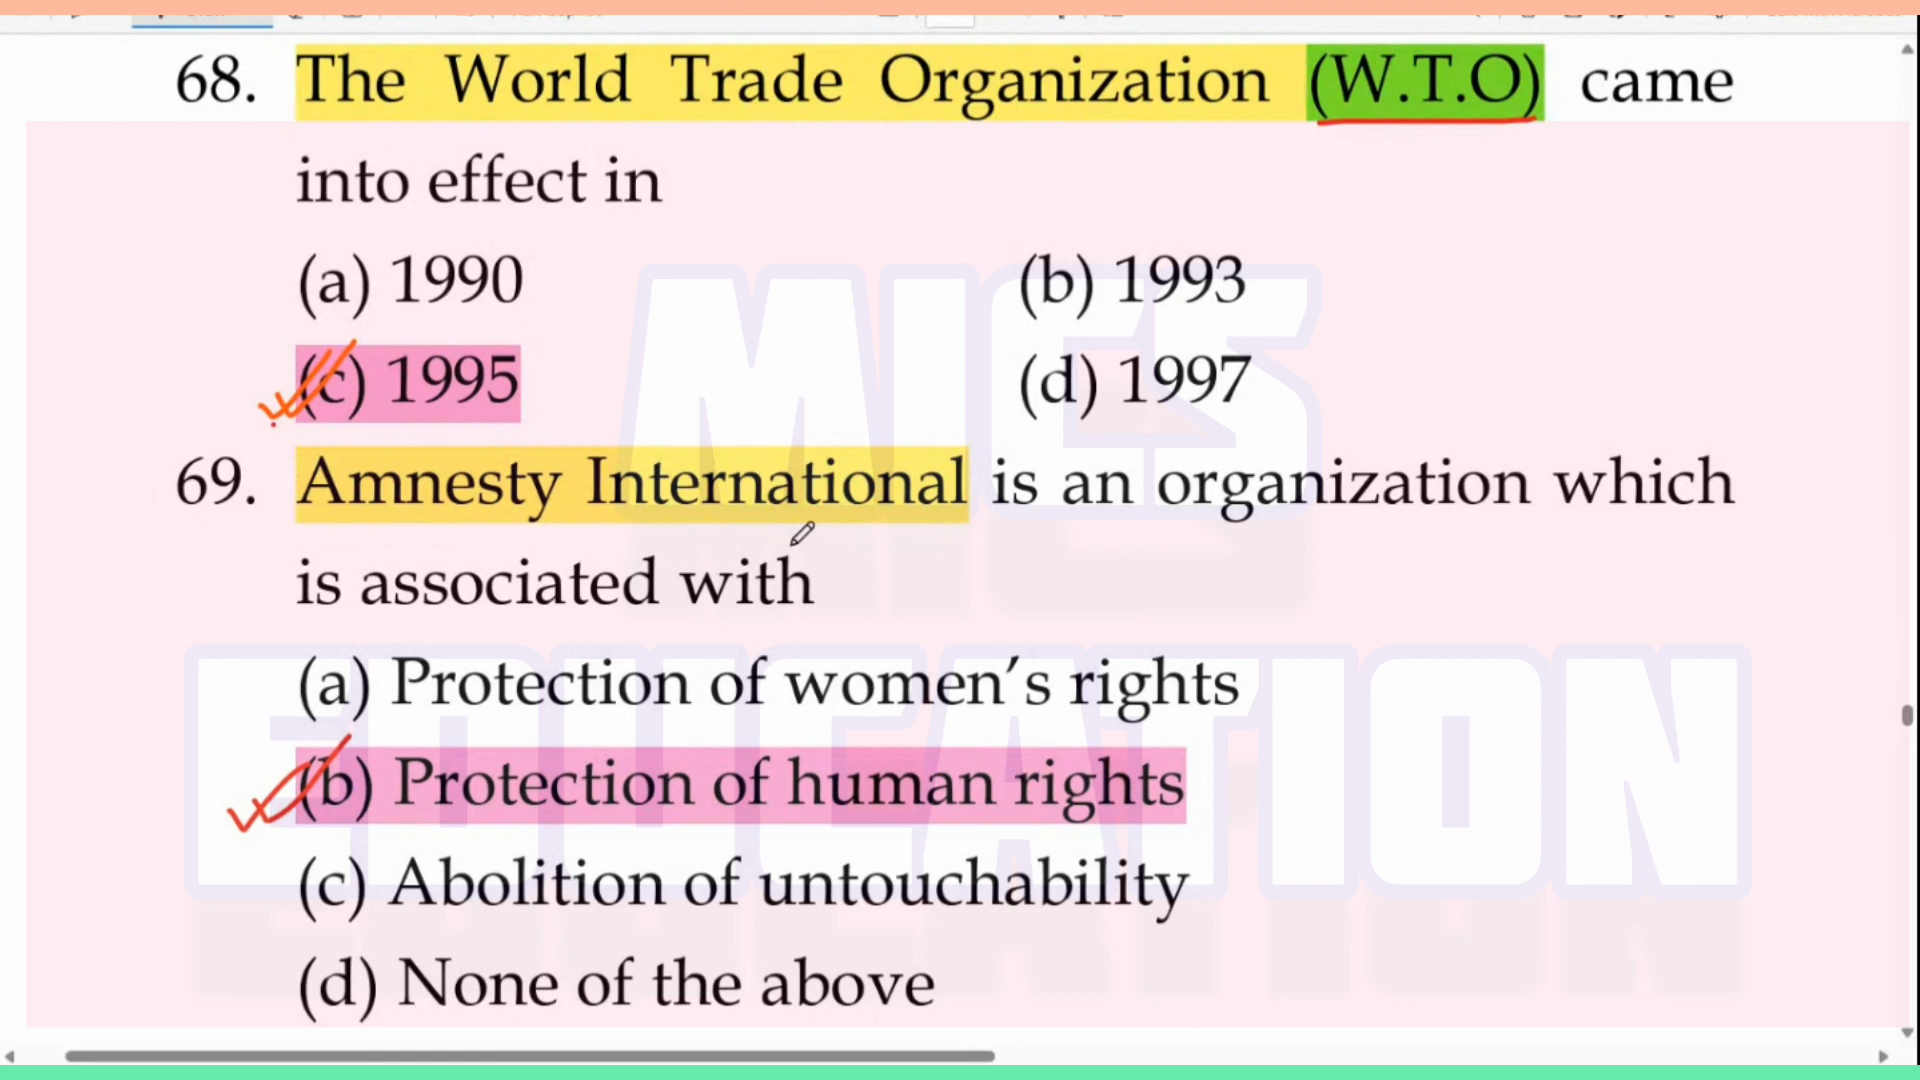 68. The World Trade Organization (W.T.O) came
into effect in
(a) 1990 (b) 1993
(c) 1995 (d) 1997
69. Amnesty International is an organization which
is associated with
(a) Protection of women's rights
(b) Protection of human rights
(c) Abolition of untouchability
(d) None of the above
MICS
EDUCATION